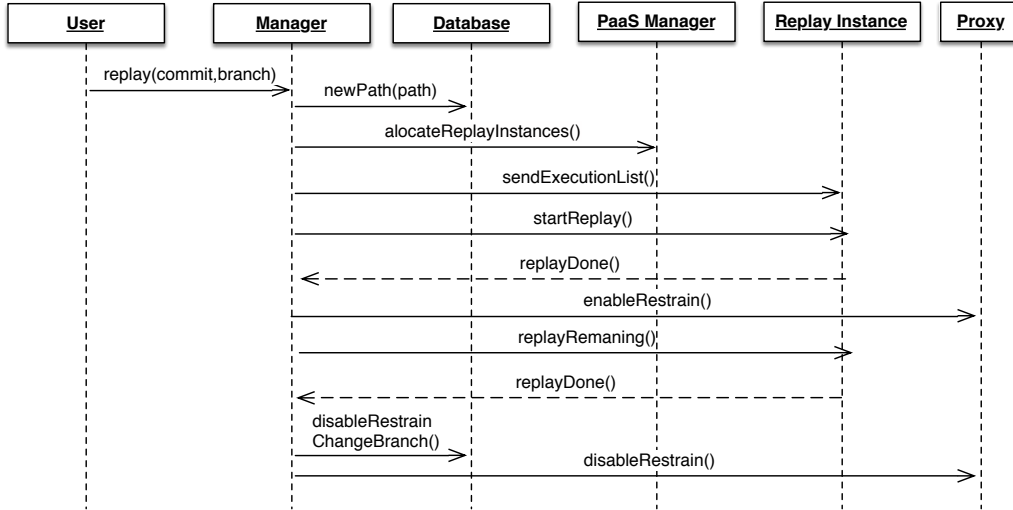 User
Manager
Database
PaaS Manager
Replay Instance
Proxy
replay(commit,branch)
newPath(path)
alocateReplayInstances()
sendExecutionList()
startReplay()
replayDone()
enableRestrain()
replayRemaning()
replayDone()
disableRestrain
ChangeBranch()
disableRestrain()